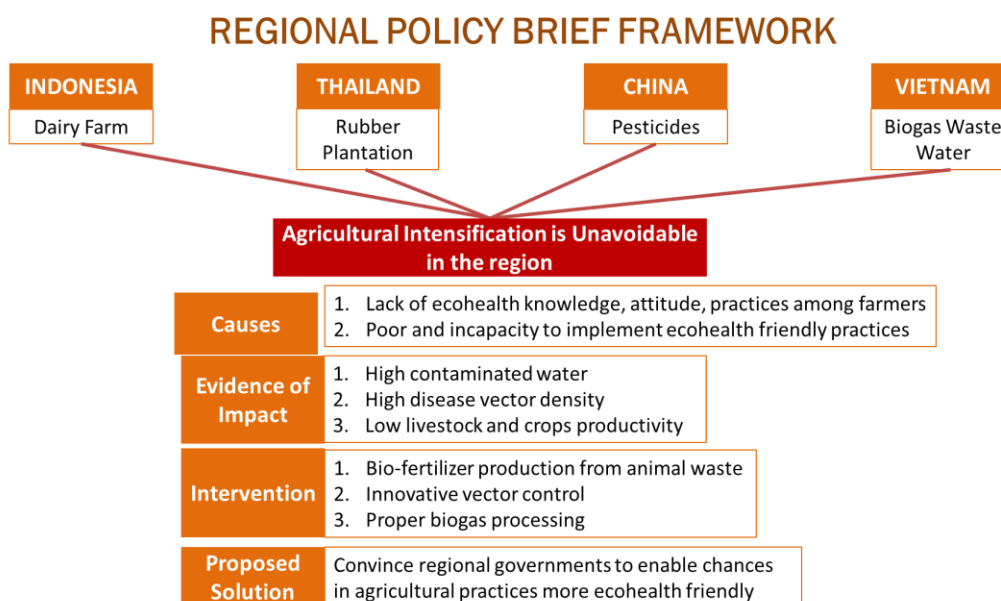 REGIONAL POLICY BRIEF FRAMEWORK
INDONESIA
Dairy Farm
THAILAND
Rubber
Plantation
CHINA
Pesticides
VIETNAM
Biogas Waste
Water
Agricultural Intensification is Unavoidable
in the region
Causes
1. Lack of ecohealth knowledge, attitude, practices among farmers
2. Poor and incapacity to implement ecohealth friendly practices
Evidence of
Impact
1. High contaminated water
2. High disease vector density
3. Low livestock and crops productivity
Intervention
1. Bio-fertilizer production from animal waste
2. Innovative vector control
3. Proper biogas processing
Proposed
Solution
Convince regional governments to enable chances
in agricultural practices more ecohealth friendly